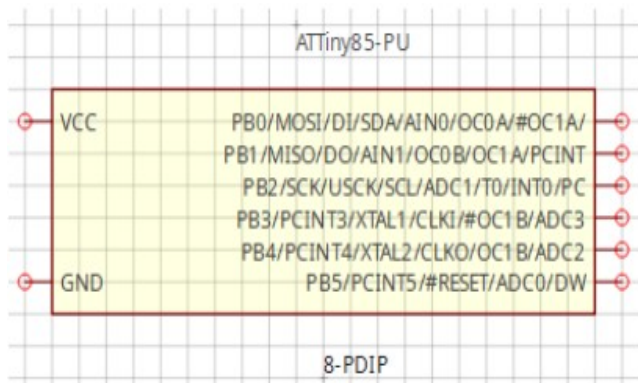 ATTiny85-PU
VCC
PB0/MOSI/DI/SDA/AIN0/OC0A/#OC1A/
PB1/MISO/DO/AIN1/OC0B/OC1A/PCINT
PB2/SCK/USCK/SCL/ADC1/T0/INT0/PC
PB3/PCINT3/XTAL1/CLKI/#OC1B/ADC3
PB4/PCINT4/XTAL2/CLKO/OC1B/ADC2
GND
PB5/PCINT5/#RESET/ADC0/DW
8-PDIP